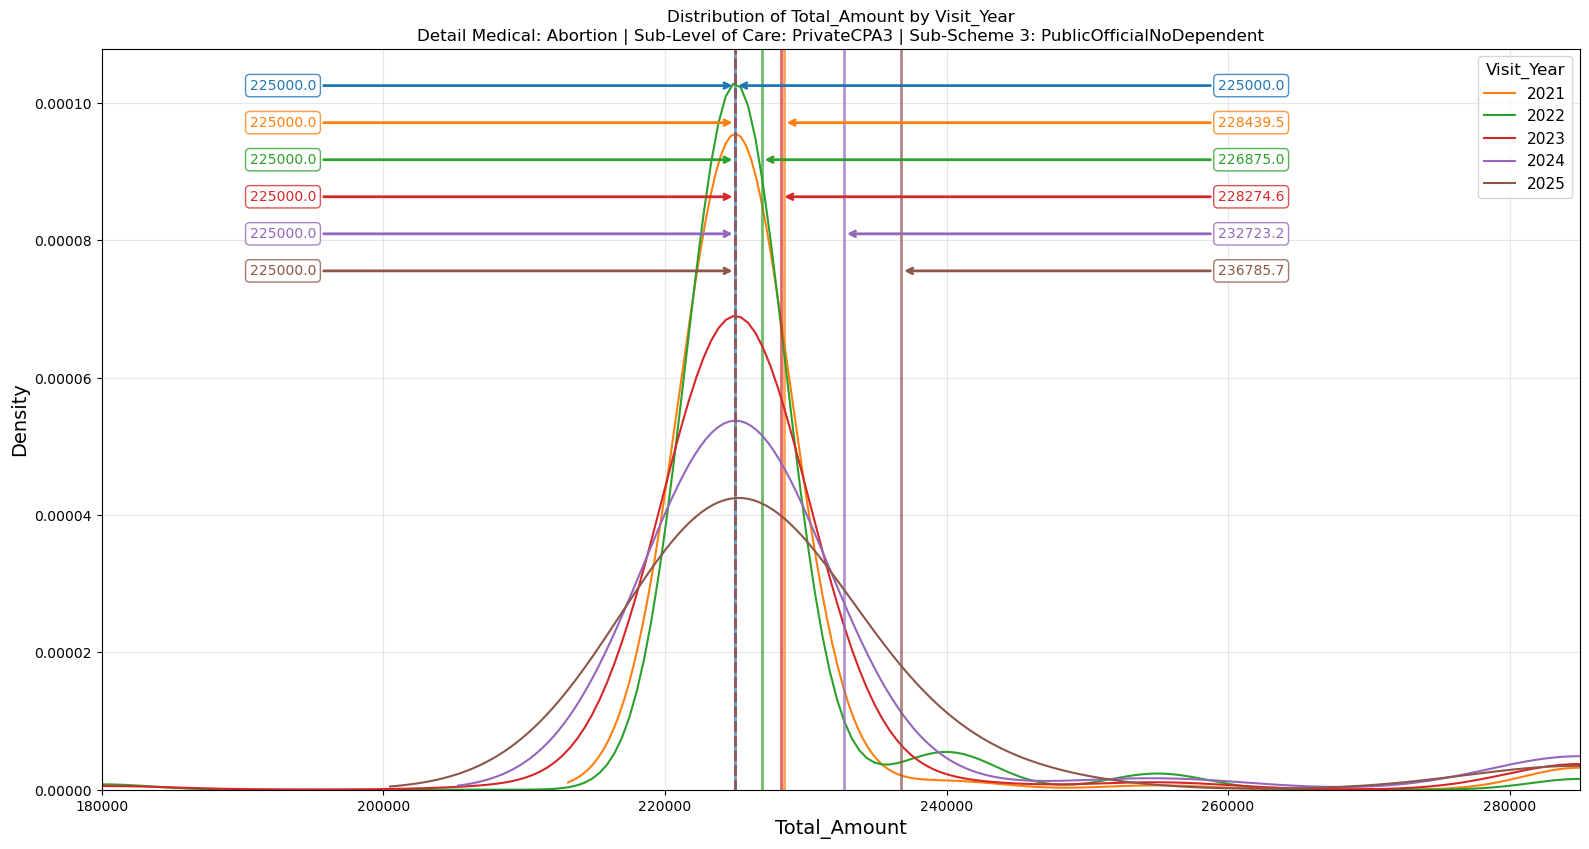 Distribution of Total_Amount by Visit_Year
Detail Medical: Abortion | Sub-Level of Care: PrivateCPA3 | Sub-Scheme 3: PublicOfficialNoDependent
Visit_Year
2021
2022
2023
2024
2025
225000.0 225000.0
225000.0 228439.5
225000.0 226875.0
225000.0 228274.6
225000.0 232723.2
225000.0 236785.7
Density
0.00010
0.00008
0.00006
0.00004
0.00002
0.00000
180000 200000 220000 240000 260000 280000
Total_Amount